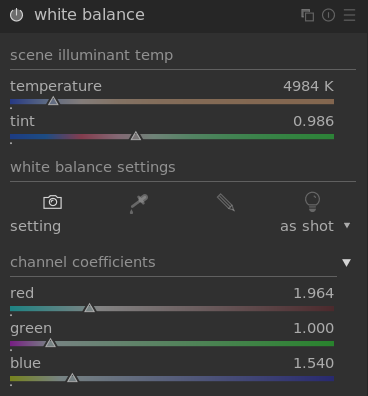 white balance
scene illuminant temp
temperature 4984 K
tint 0.986
white balance settings
setting as shot
channel coefficients
red 1.964
green 1.000
blue 1.540